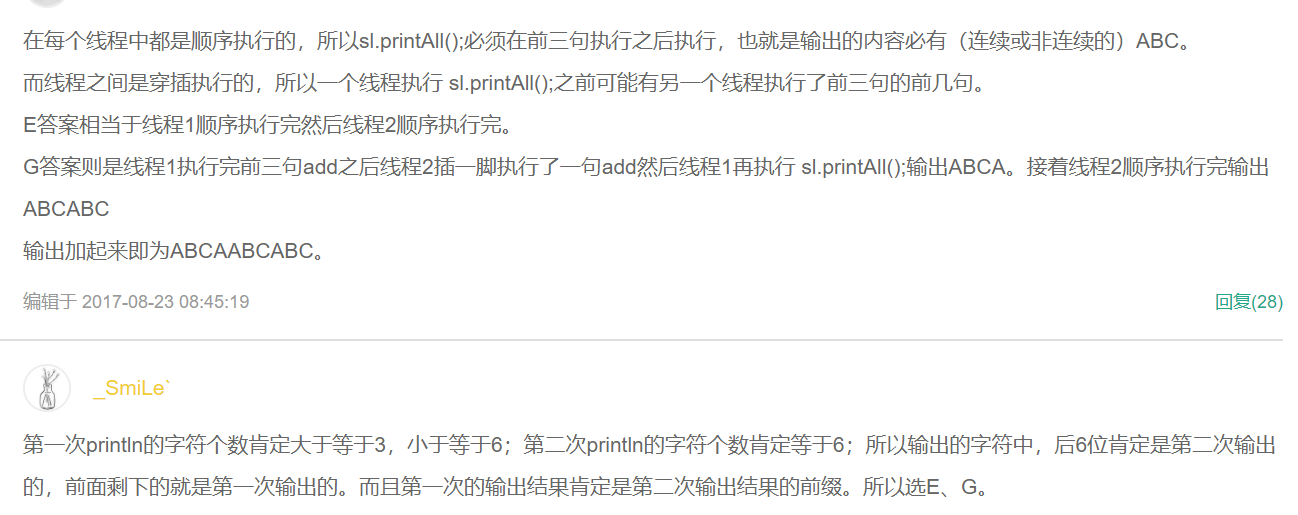 在每个线程中都是顺序执行的，所以sl.printAll();必须在前三句执行之后执行，也就是输出的内容必有（连续或非连续的）ABC。
而线程之间是穿插执行的，所以一个线程执行 sl.printAll();之前可能有另一个线程执行了前三句的前几句。
E答案相当于线程1顺序执行完然后线程2顺序执行完。
G答案则是线程1执行完前三句add之后线程2插一脚执行了一句add然后线程1再执行 sl.printAll();输出ABCA。接着线程2顺序执行完输出
ABCABC
输出加起来即为ABCAABCABC。
编辑于 2017-08-23 08:45:19 回复(28)
_SmiLe`
第一次println的字符个数肯定大于等于3，小于等于6；第二次println的字符个数肯定等于6；所以输出的字符中，后6位肯定是第二次输出
的，前面剩下的就是第一次输出的。而且第一次的输出结果肯定是第二次输出结果的前缀。所以选E、G。